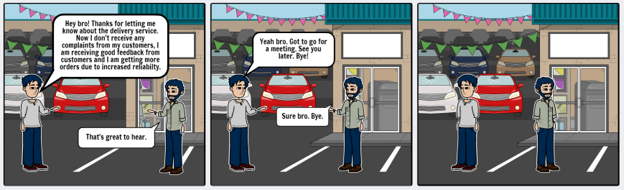 Hey bro! Thanks for letting me
know about the delivery service.
Now I don't receive any
complaints from my customers, I
am receiving good feedback from
customers and I am getting more
orders due to increased reliabilty.
That's great to hear.
Yeah bro. Got to go for
a meeting. See you
later. Bye!
Sure bro. Bye.